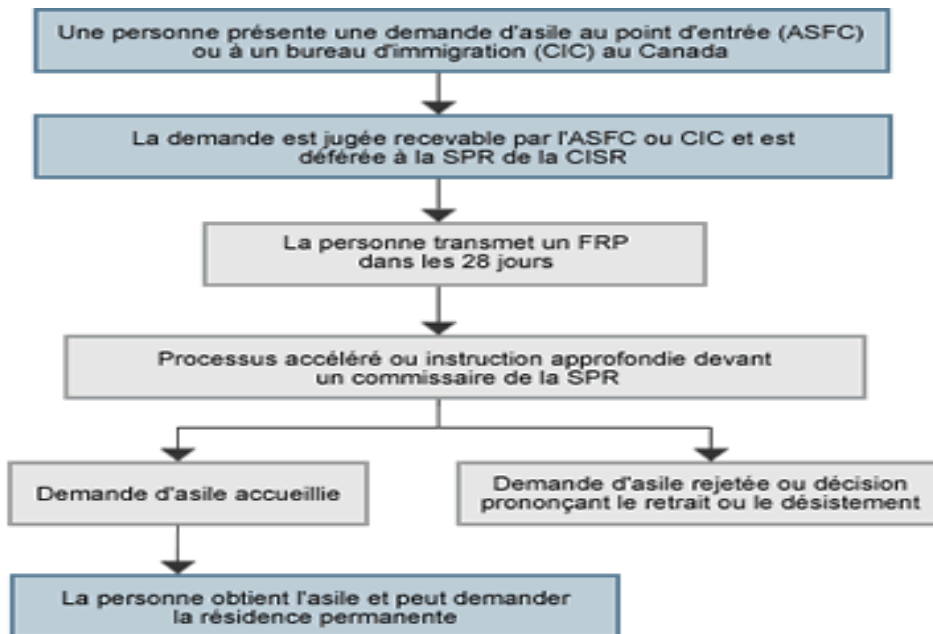 Une personne présente une demande d'asile au point d'entrée (ASFC)
ou à un bureau d'immigration (CIC) au Canada
La demande est jugée recevable par l'ASFC ou CIC et est
déférée à la SPR de la CISR
La personne transmet un FRP
dans les 28 jours
Processus accéléré ou instruction approfondie devant
un commissaire de la SPR
Demande d'asile accueillie
Demande d'asile rejetée ou décision
prononçant le retrait ou le désistement
La personne obtient l'asile et peut demander
la résidence permanente